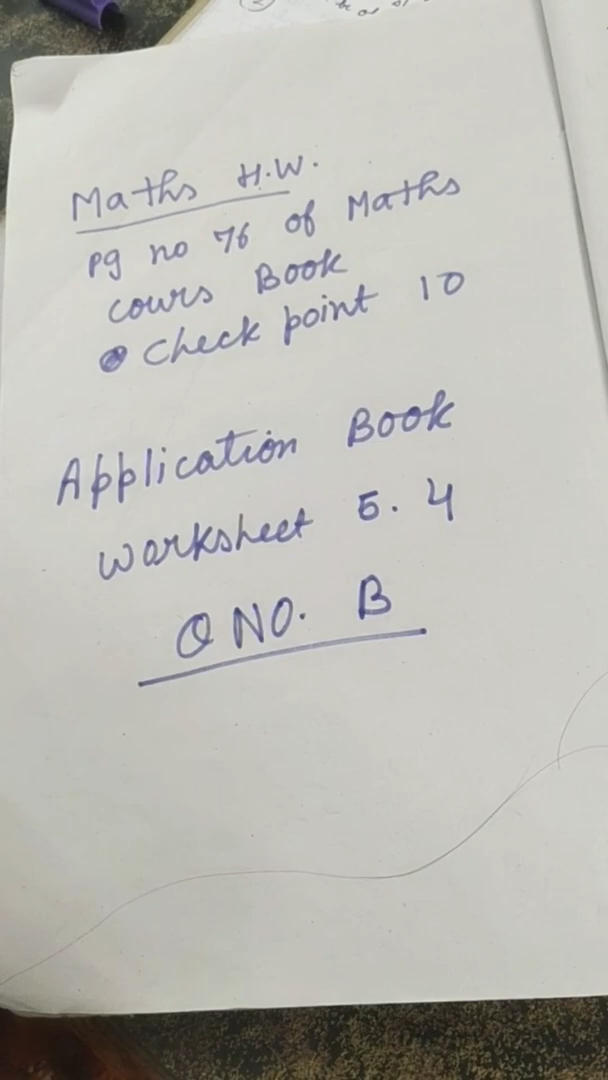 Maths H.W.
pg no 76 of Maths
cours Book
Check point 10
Application Book
Worksheet 5.4
Q NO. B